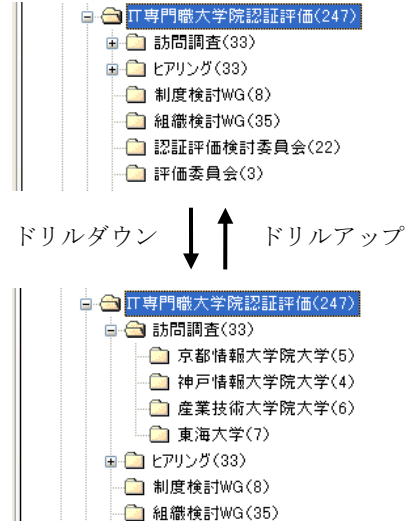 IT専門職大学院認証評価(247)
訪問調査(33)
ヒアリング(33)
制度検討WG(8)
組織検討WG(35)
認証評価検討委員会(22)
評価委員会(3)
ドリルダウン ドリルアップ
IT専門職大学院認証評価(247)
訪問調査(33)
京都情報大学院大学(5)
神戸情報大学院大学(4)
産業技術大学院大学(6)
東海大学(7)
ヒアリング(33)
制度検討WG(8)
組織検討WG(35)